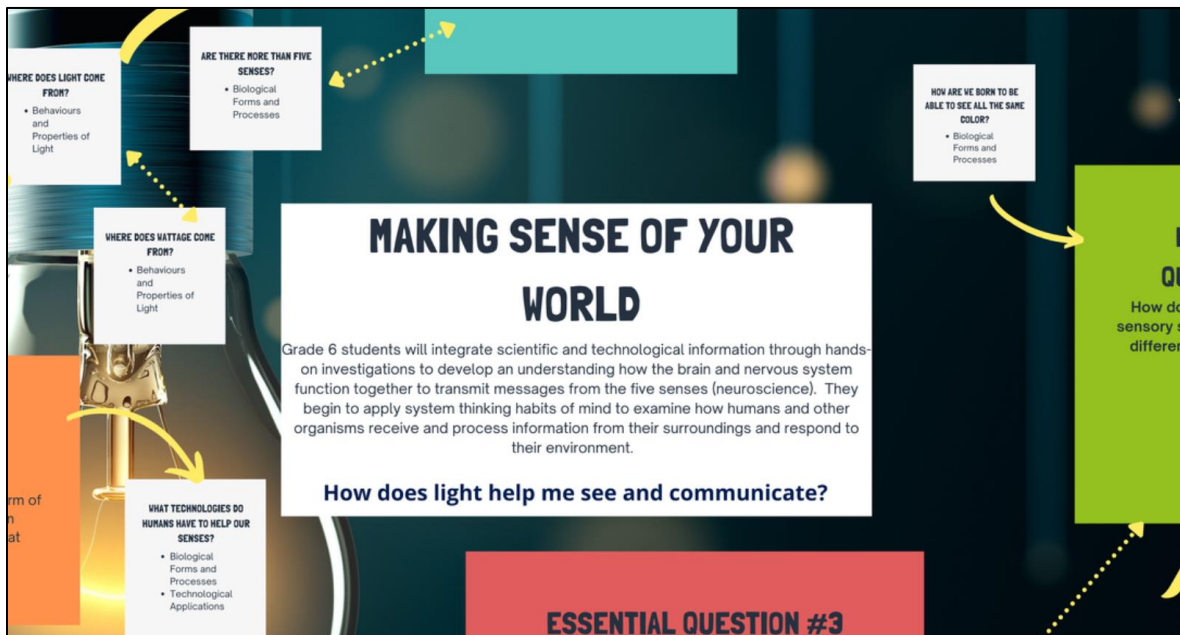 WHERE DOES LIGHT COME
FROM?
• Behaviours
and
Properties of
Light
ARE THERE MORE THAN FIVE
SENSES?
• Biological
Forms and
Processes
HOW ARE WE BORN TO BE
ABLE TO SEE ALL THE SAME
COLOR?
• Biological
Forms and
Processes
WHERE DOES WATTAGE COME
FROM?
• Behaviours
and
Properties of
Light
MAKING SENSE OF YOUR
WORLD
Grade 6 students will integrate scientific and technological information through hands-
on investigations to develop an understanding how the brain and nervous system
function together to transmit messages from the five senses (neuroscience).  They
begin to apply system thinking habits of mind to examine how humans and other
organisms receive and process information from their surroundings and respond to
their environment.
How does light help me see and communicate?
How do
sensory
of
at
WHAT TECHNOLOGIES DO
HUMANS HAVE TO HELP OUR
SENSES?
• Biological
Forms and
Processes
• Technological
Applications
ESSENTIAL QUESTION #3